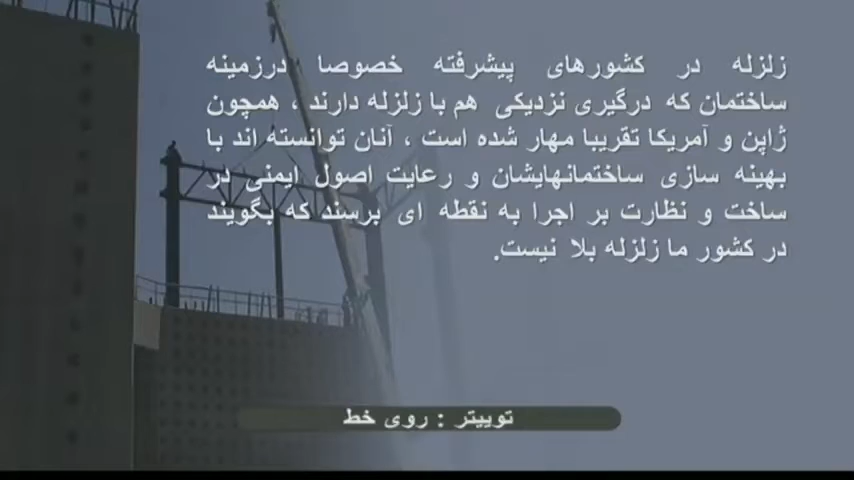 زلزله در کشورهای پیشرفته خصوصا درزمینه
ساختمان که درگیری نزدیکی هم با زلزله دارند ، همچون
ژاپن و آمریکا تقریبا مهار شده است ، آنان توانسته اند با
بهینه سازی ساختمانهایشان و رعایت اصول ایمنی در
ساخت و نظارت بر اجرا به نقطه ای برسند که بگویند
در کشور ما زلزله بلا نیست.
توییتر : روی خط